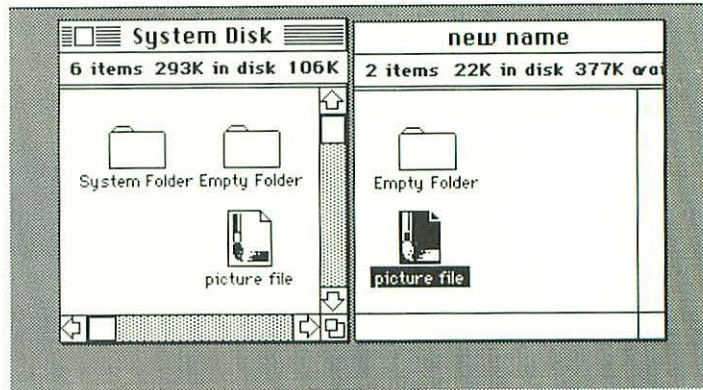 System Disk
6 items 293K in disk 106K
System Folder Empty Folder
picture file
new name
2 items 22K in disk 377K avai
Empty Folder
picture file